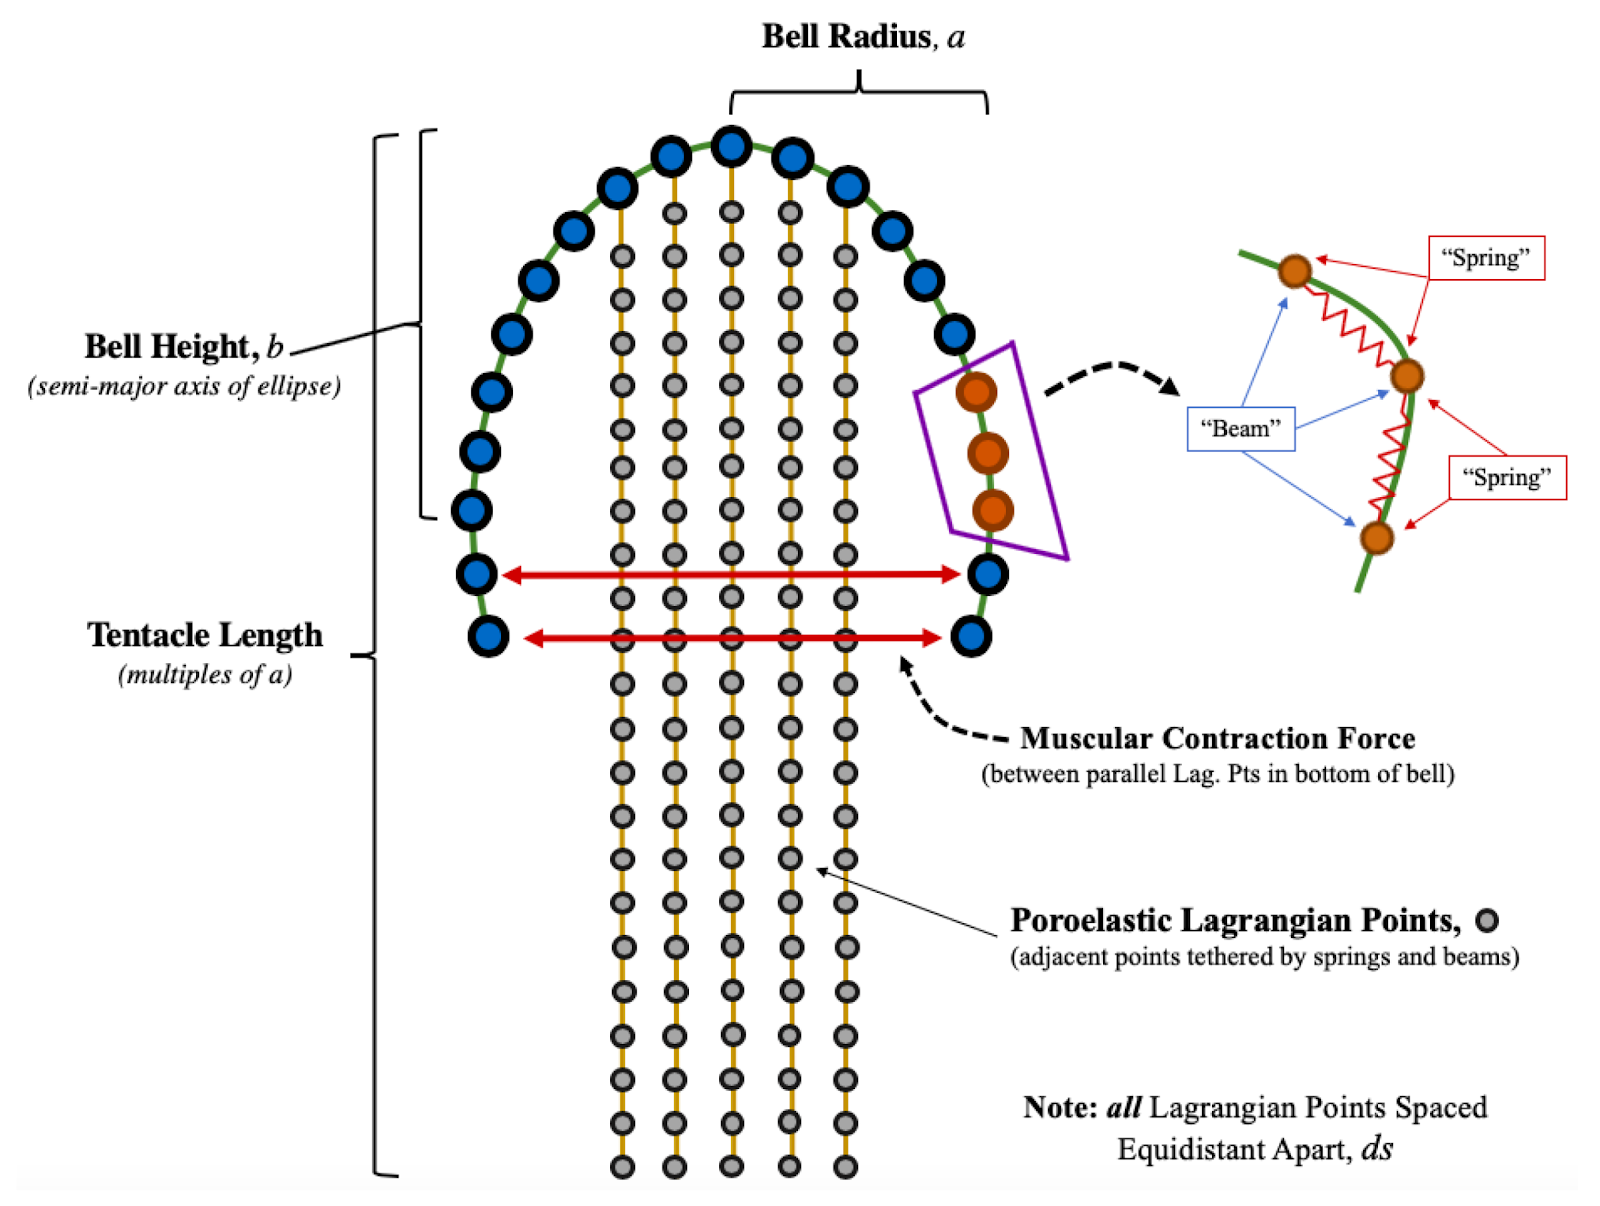 Bell Radius, a
Bell Height, b
(semi-major axis of ellipse)
Tentacle Length
(multiples of a)
“Spring”
“Beam”
“Spring”
Muscular Contraction Force
(between parallel Lag. Pts in bottom of bell)
Poroelastic Lagrangian Points,
(adjacent points tethered by springs and beams)
Note: all Lagrangian Points Spaced
Equidistant Apart, ds